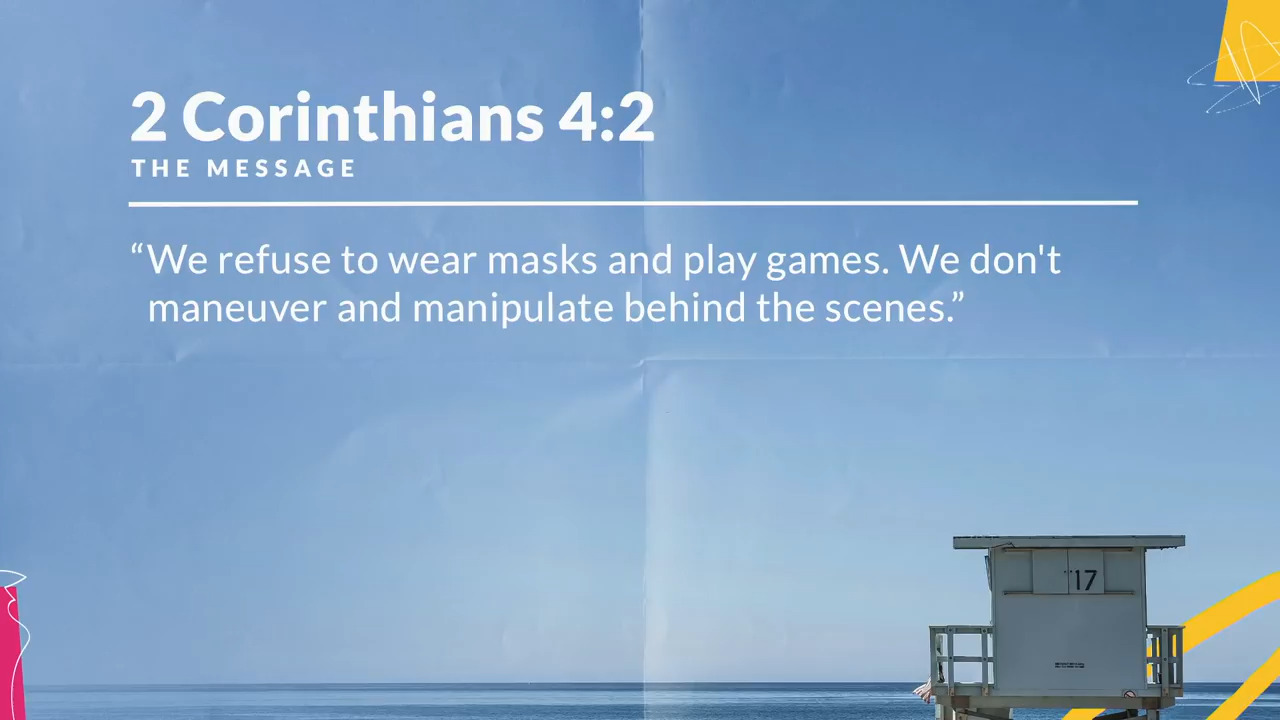 2 Corinthians 4:2
THE MESSAGE
“We refuse to wear masks and play games. We don't
maneuver and manipulate behind the scenes.”
17